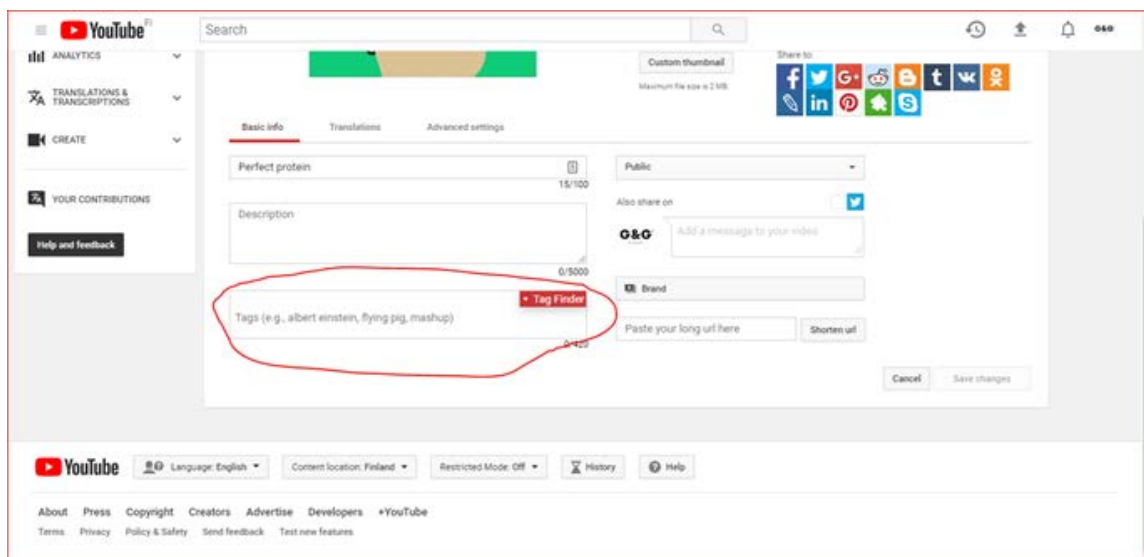 YouTube FI
Search
G&G
ANALYTICS
TRANSLATIONS &
TRANSCRIPTIONS
CREATE
YOUR CONTRIBUTIONS
Help and feedback
Custom thumbnail
Maximum file size is 2 MB.
Share to:
Basic info Translations Advanced settings
Perfect protein
15/100
Description
0/5000
Tag Finder
Tags (e.g., albert einstein, flying pig, mashup)
0/420
Public
Also share on
G&G
Add a message to your video
Brand
Paste your long url here
Shorten url
Cancel Save changes
YouTube Language: English Content location: Finland Restricted Mode: Off History Help
About Press Copyright Creators Advertise Developers +YouTube
Terms Privacy Policy & Safety Send feedback Test new features